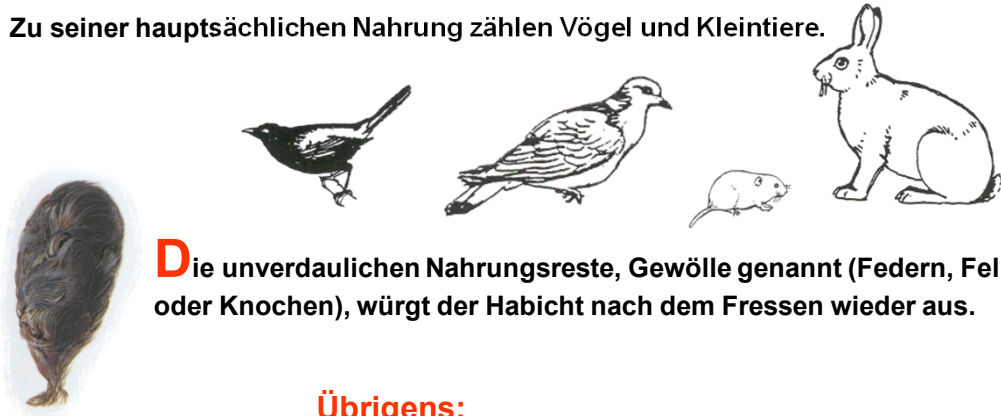 Zu seiner hauptsächlichen Nahrung zählen Vögel und Kleintiere.
Die unverdaulichen Nahrungsreste, Gewölle genannt (Federn, Fel
oder Knochen), würgt der Habicht nach dem Fressen wieder aus.
Übrigens: